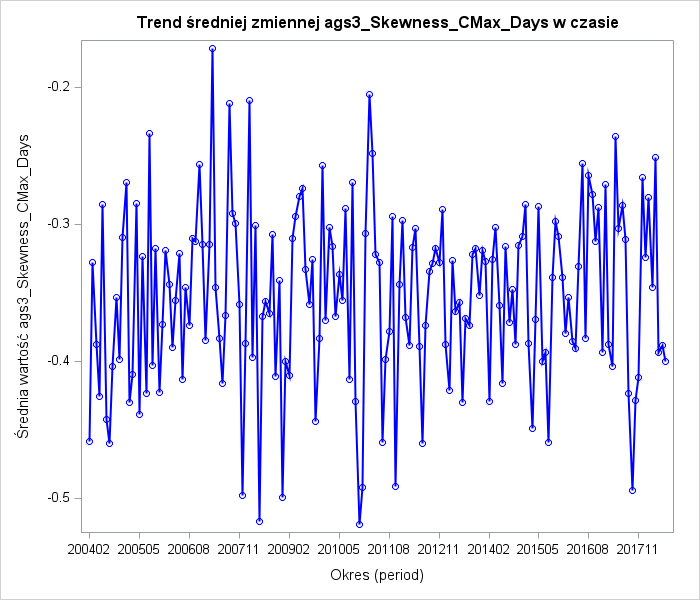 Trend średniej zmiennej ags3_Skewness_CMax_Days w czasie
Średnia wartość ags3_Skewness_CMax_Days
-0.2
-0.3
-0.4
-0.5
200402 200505 200608 200711 200902 201005 201108 201211 201402 201505 201608 201711
Okres (period)